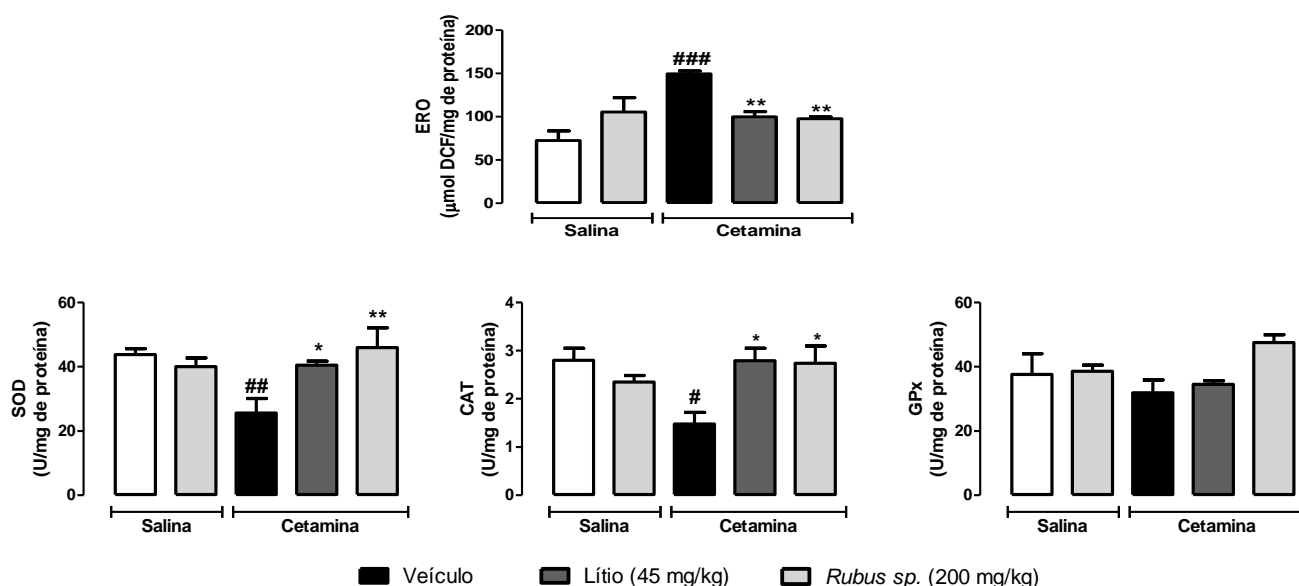 ERO
(µmol DCF/mg de proteína)
200
150
100
50
0
###
**
**
Salina
Cetamina
SOD
(U/mg de proteína)
60
40
20
0
##
*
**
Salina
Cetamina
CAT
(U/mg de proteína)
4
3
2
1
0
#
*
*
Salina
Cetamina
GPx
(U/mg de proteína)
60
40
20
0
Salina
Cetamina
Veículo
Lítio (45 mg/kg)
Rubus sp. (200 mg/kg)